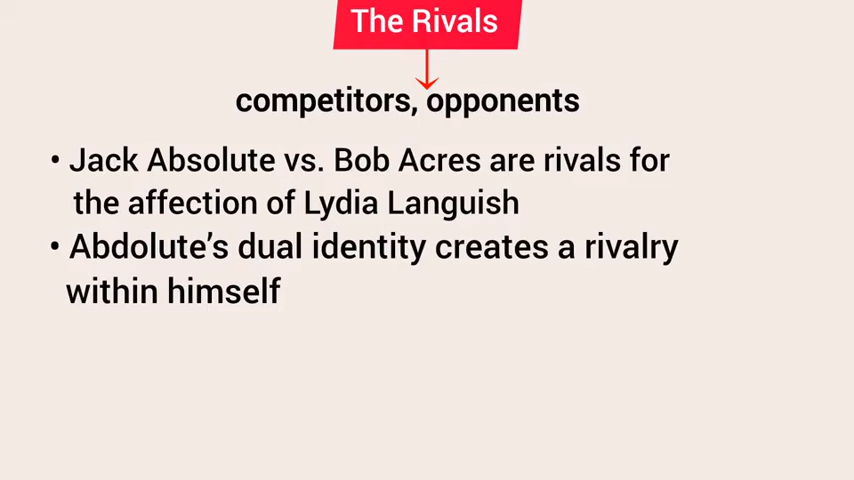 The Rivals
competitors, opponents
• Jack Absolute vs. Bob Acres are rivals for
the affection of Lydia Languish
• Abdolute’s dual identity creates a rivalry
within himself